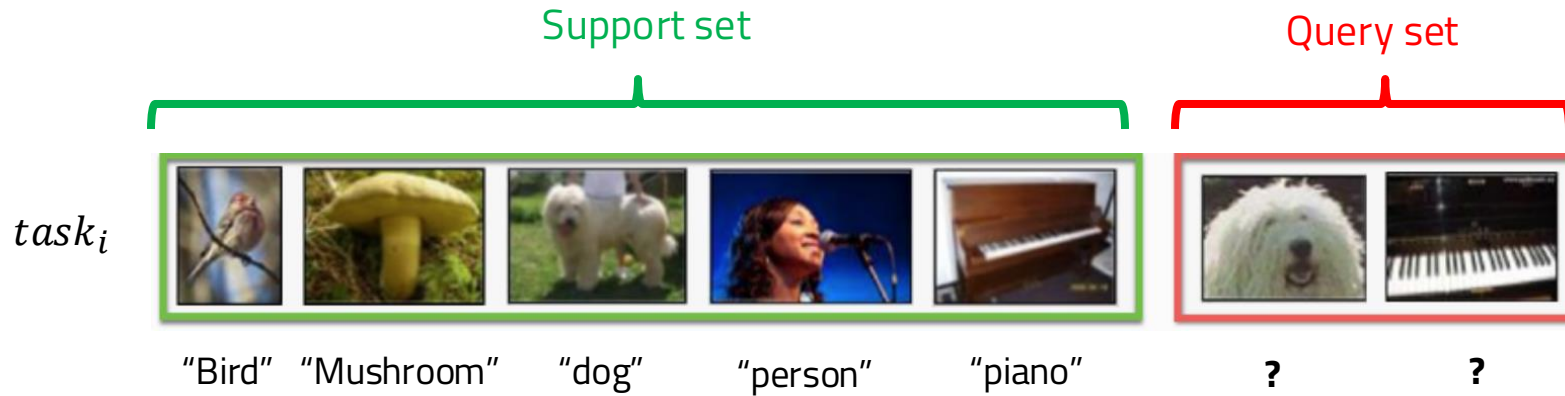 Support set
Query set
task_i
“Bird” “Mushroom” “dog” “person” “piano” ? ?